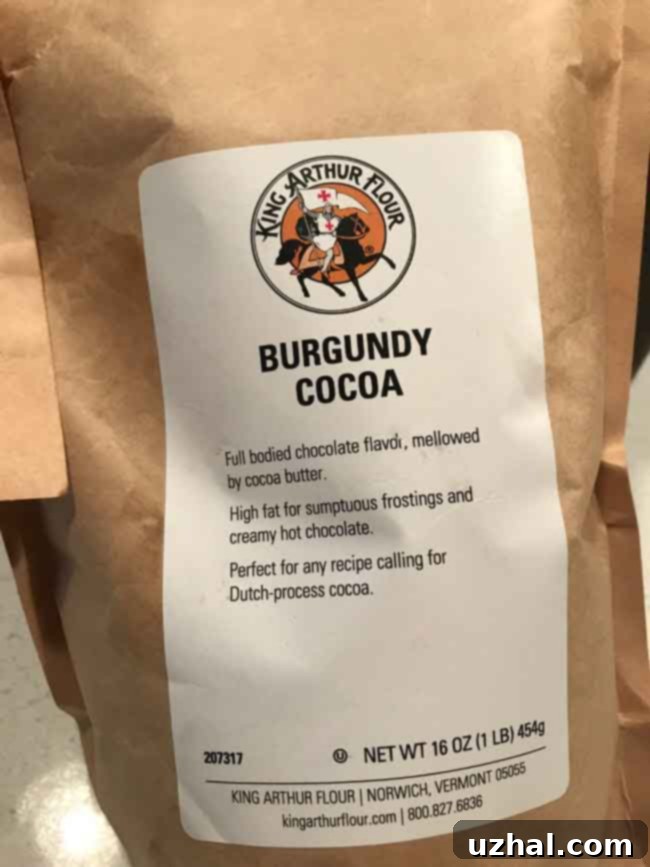 KING ARTHUR FLOUR
BURGUNDY
COCOA
Full bodied chocolate flavor, mellowed
by cocoa butter.
High fat for sumptuous frostings and
creamy hot chocolate.
Perfect for any recipe calling for
Dutch-process cocoa.
207317 U NET WT 16 OZ (1 LB) 454g
KING ARTHUR FLOUR | NORWICH, VERMONT 05055
kingarthurflour.com | 800.827.6836
uzhal.com